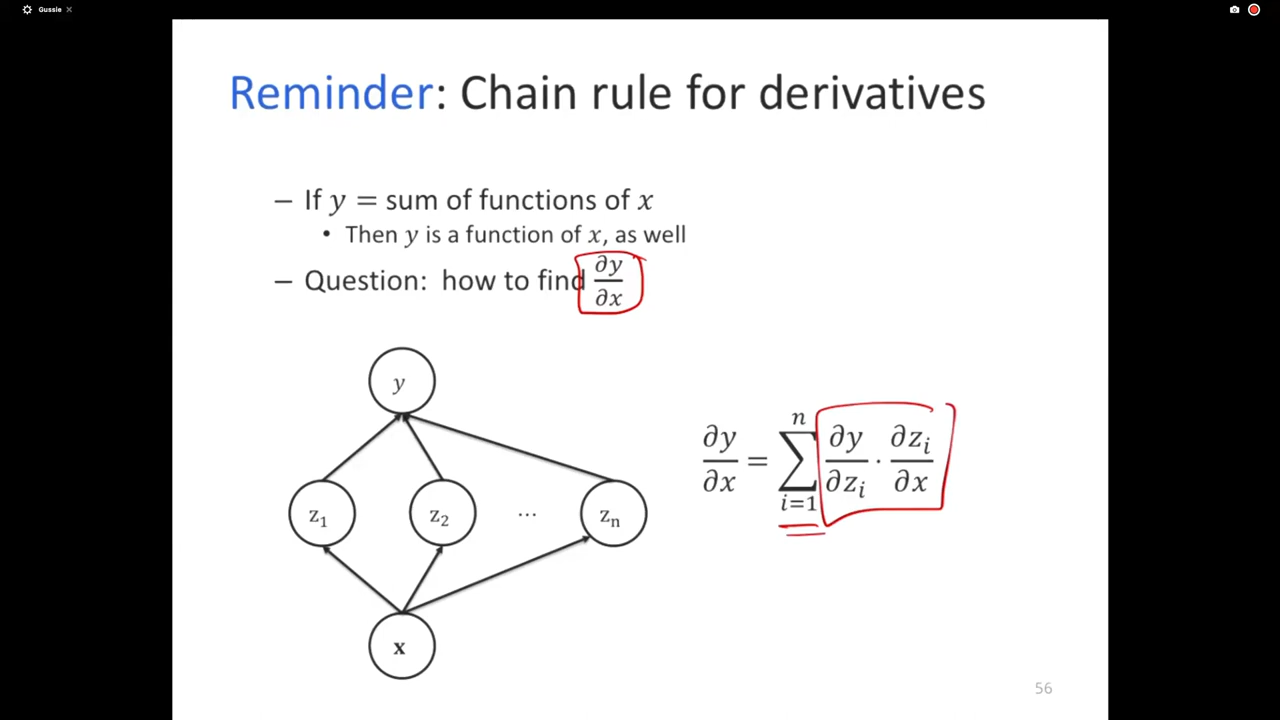 Gussie
Reminder: Chain rule for derivatives
– If y = sum of functions of x
• Then y is a function of x, as well
– Question: how to find ∂y/∂x
y
z₁ z₂ ... zₙ
x
∂y/∂x = ∑ⁿᵢ₌₁ ∂y/∂zᵢ · ∂zᵢ/∂x
56